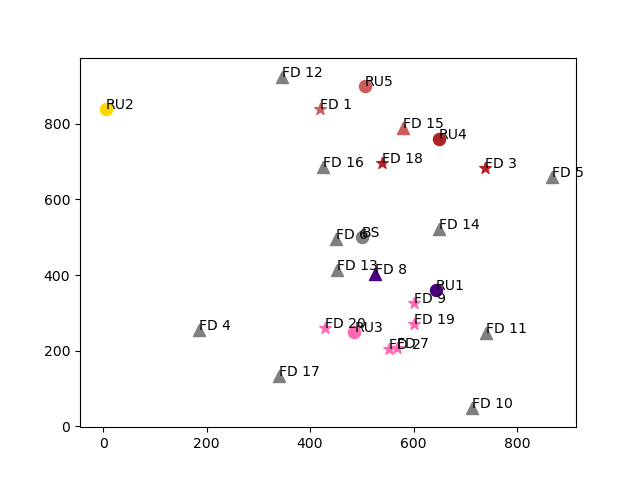 FD 12
RU5
RU2
FD 1
FD 15
RU4
FD 16
FD 18
FD 3
FD 5
FD 14
FD 6
BS
FD 13
FD 8
RU1
FD 9
FD 19
FD 4
FD 20
RU3
FD 11
FD 2
FD 7
FD 17
FD 10
800
600
400
200
0
0
200
400
600
800